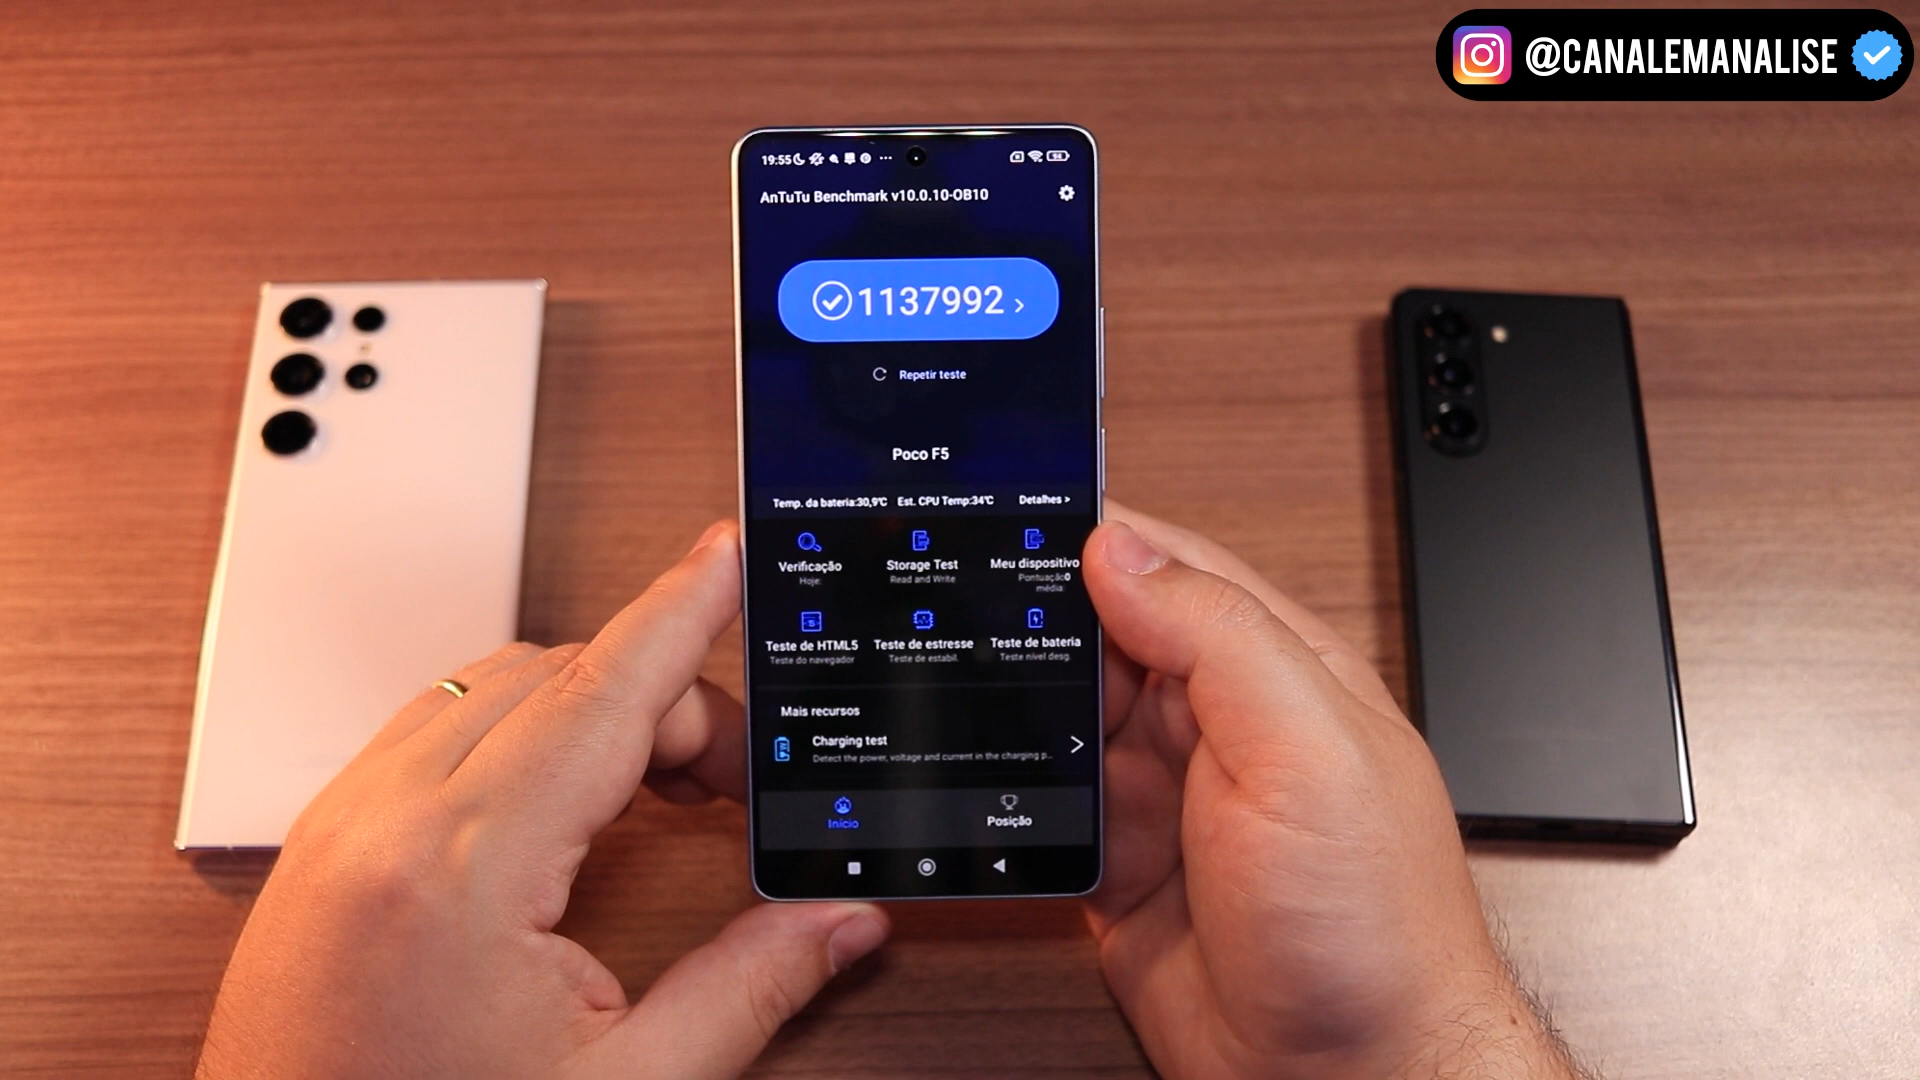 @CANALEMANALISE
19:55
94
AnTuTu Benchmark v10.0.10-OB10
1137992 >
Repetir teste
Poco F5
Temp. da bateria:30,9℃ Est. CPU Temp:34℃ Detalhes >
Verificação Storage Test Meu dispositivo
Hoje: Read and Write Pontuação0
média:
Teste de HTML5 Teste de estresse Teste de bateria
Teste do navegador Teste de estabil. Teste nível desg.
Mais recursos
Charging test
Detect the power, voltage and current in the charging p...
Início Posição